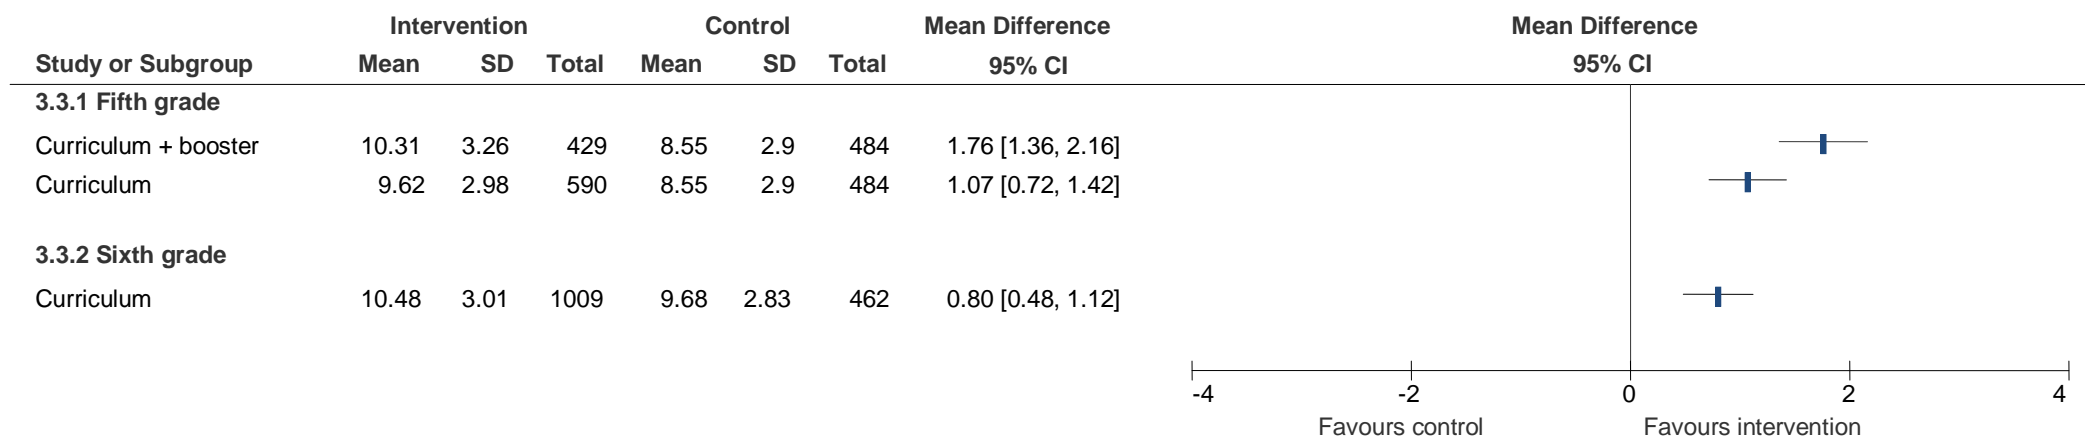 Intervention Control Mean Difference Mean Difference
Study or Subgroup Mean SD Total Mean SD Total 95% CI 95% CI
3.3.1 Fifth grade
Curriculum + booster 10.31 3.26 429 8.55 2.9 484 1.76 [1.36, 2.16]
Curriculum 9.62 2.98 590 8.55 2.9 484 1.07 [0.72, 1.42]
3.3.2 Sixth grade
Curriculum 10.48 3.01 1009 9.68 2.83 462 0.80 [0.48, 1.12]
-4 -2 0 2 4
Favours control Favours intervention